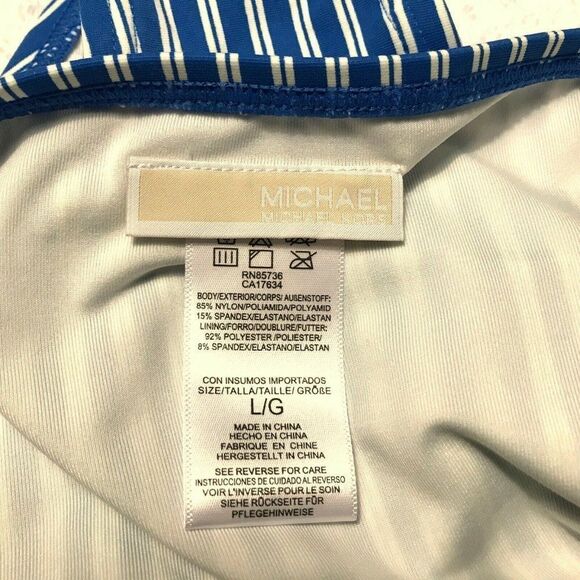 MICHAEL
MICHAEL KORS
RN85736
CA17634
BODY/EXTERIOR/CORPS/ AUßENSTOFF:
85% NYLON/POLIAMIDA/POLYAMID
15% SPANDEX/ELASTANO/ELASTAN
LINING/FORRO/DOUBLURE/FUTTER:
92% POLYESTER /POLIESTER/
8% SPANDEX/ELASTANO/ELASTAN
CON INSUMOS IMPORTADOS
SIZE/TALLA/TAILLE/ GRÖßE
L/G
MADE IN CHINA
HECHO EN CHINA
FABRIQUE EN CHINE
HERGESTELLT IN CHINA
SEE REVERSE FOR CARE
INSTRUCCIONES DE CUIDADO AL REVERSO
VOIR L'INVERSE POUR LE SOIN
SIEHE RÜCKSEITE FÜR
PFLEGEHINWEISE